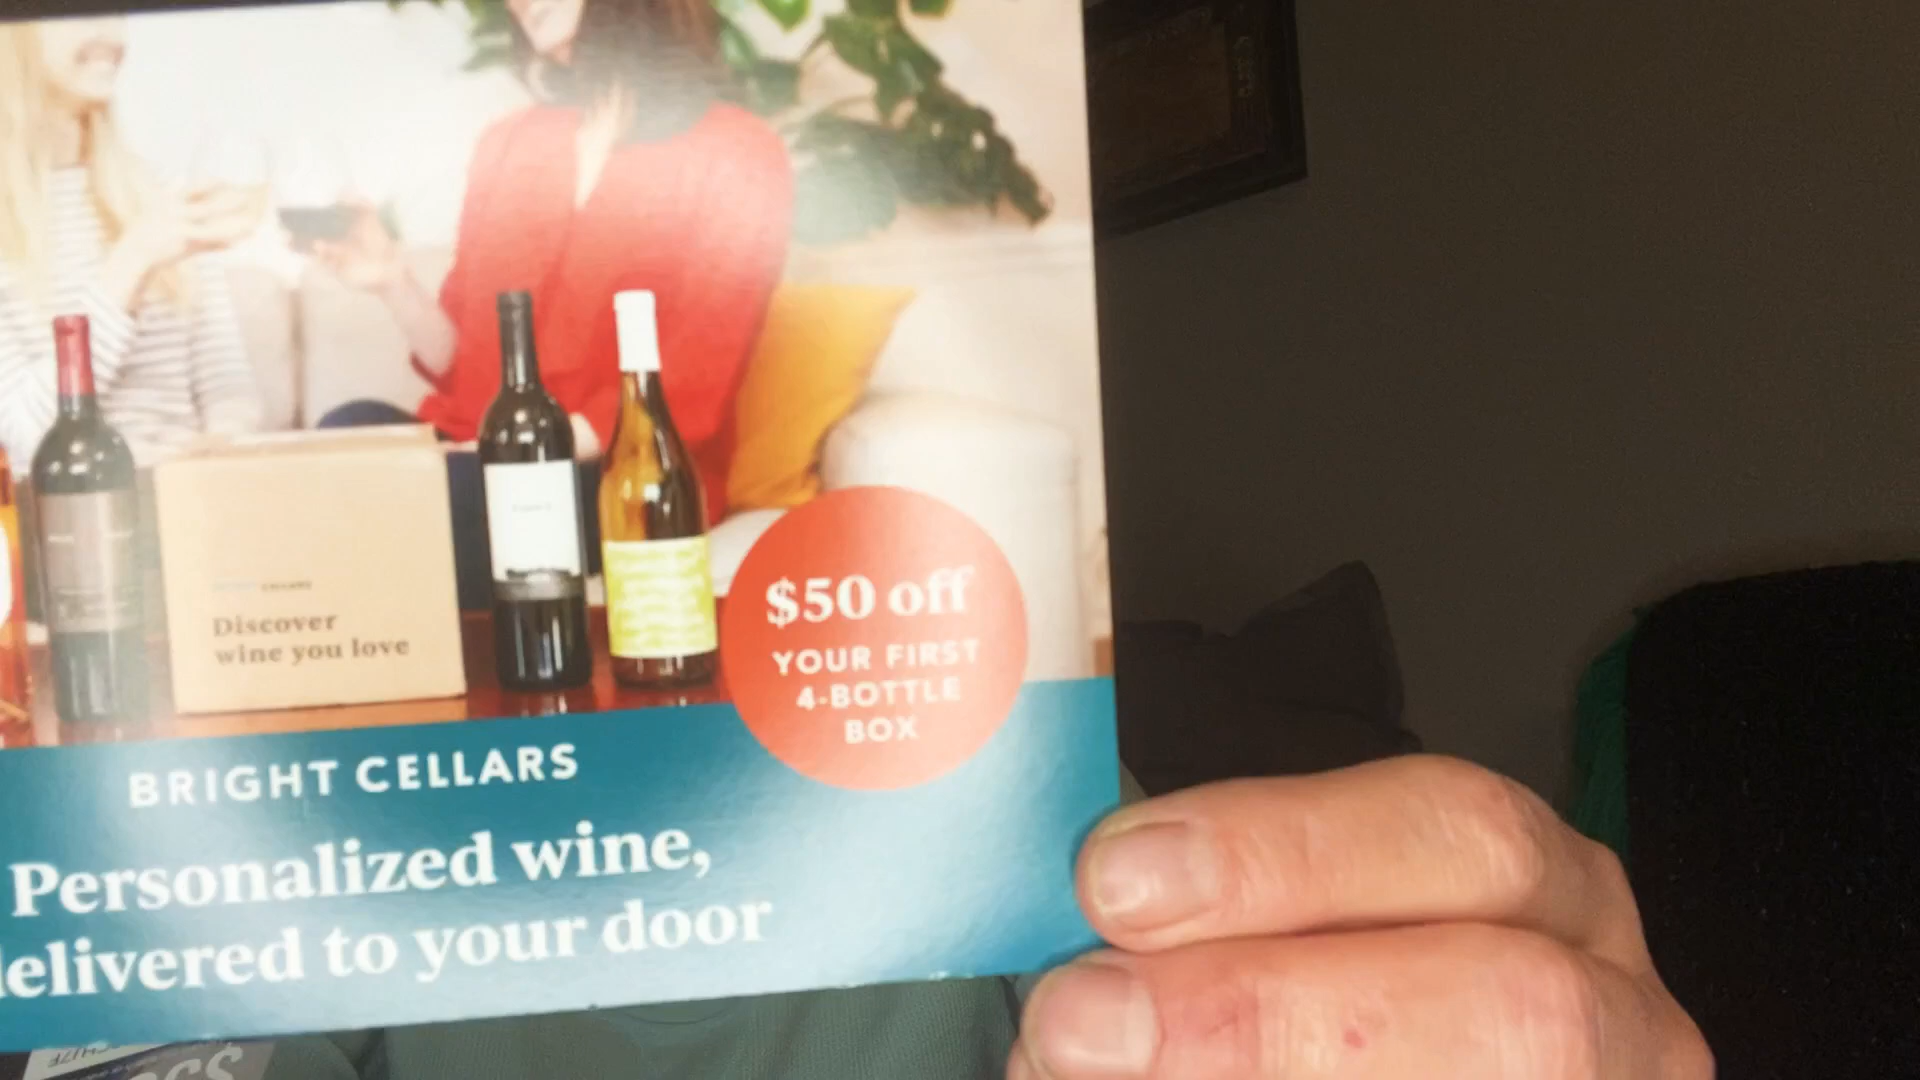 CELLARS
Discover
wine you love
$50 off
YOUR FIRST
4-BOTTLE
BOX
BRIGHT CELLARS
Personalized wine,
delivered to your door